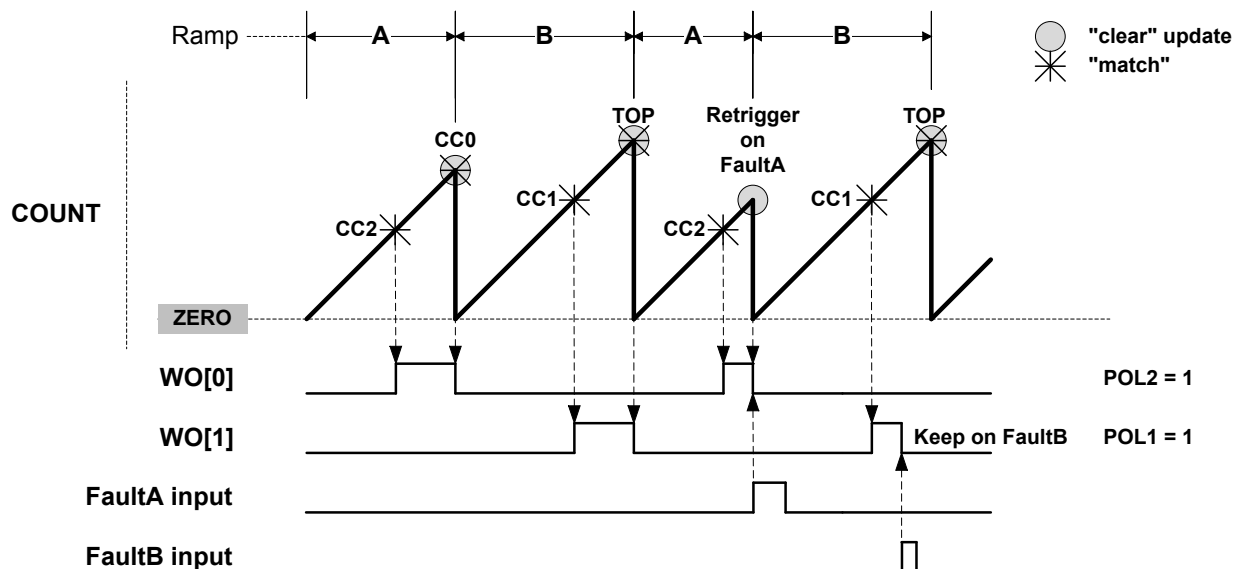 Ramp A B A B "clear" update
"match"
TOP Retrigger TOP
CC0 on
FaultA
CC1 CC1
COUNT
CC2 CC2
ZERO
WO[0] POL2 = 1
WO[1] Keep on FaultB POL1 = 1
FaultA input
FaultB input